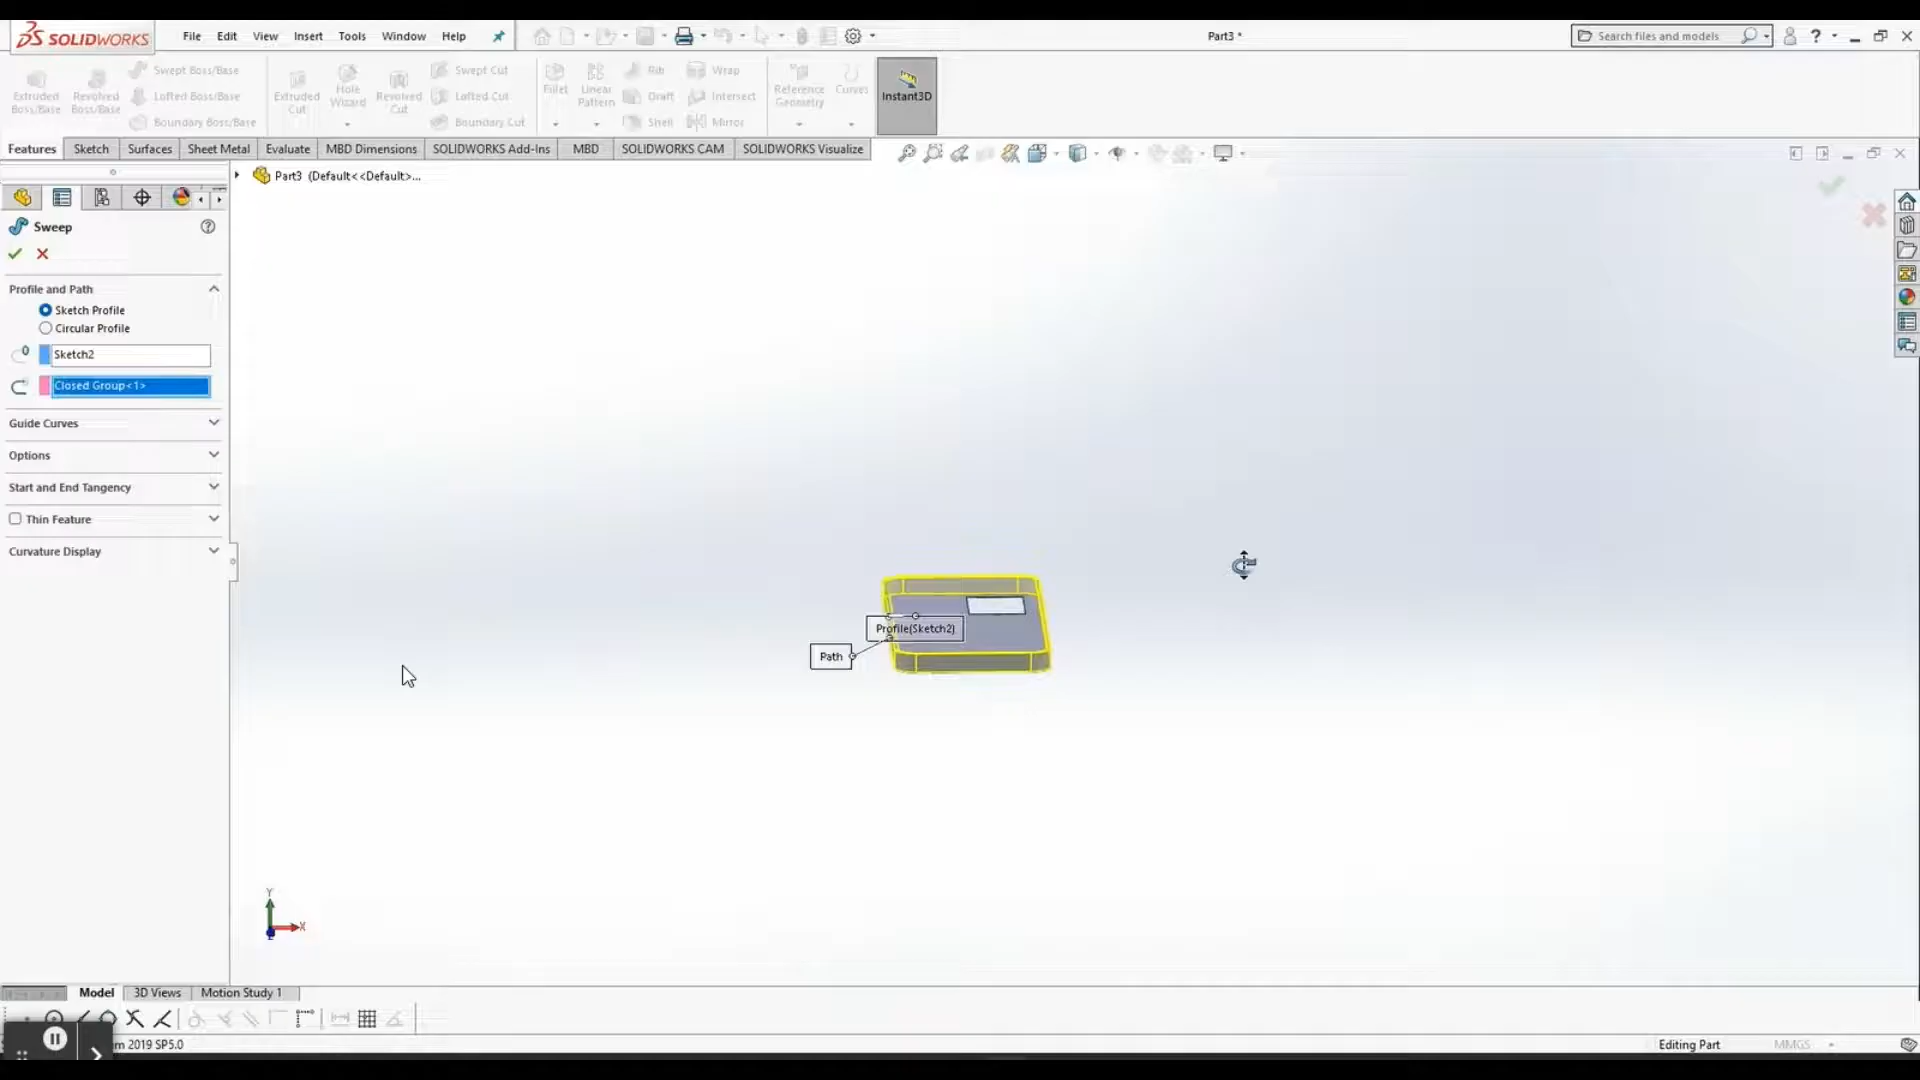 SOLIDWORKS File Edit View Insert Tools Window Help Part3 * Search files and models ?
Extruded Boss/Base Revolved Boss/Base Swept Boss/Base Lofted Boss/Base Boundary Boss/Base Extruded Cut Hole Wizard Revolved Cut Swept Cut Lofted Cut Boundary Cut Fillet Linear Pattern Rib Draft Shell Wrap Intersect Mirror Reference Geometry Curves Instant3D
Features Sketch Surfaces Sheet Metal Evaluate MBD Dimensions SOLIDWORKS Add-Ins MBD SOLIDWORKS CAM SOLIDWORKS Visualize
Part3 (Default<<Default>...
Sweep ?
Profile and Path
Sketch Profile
Circular Profile
Sketch2
Closed Group<1>
Guide Curves
Options
Start and End Tangency
Thin Feature
Curvature Display
Profile(Sketch2)
Path
Y
X
Model 3D Views Motion Study 1
m 2019 SP5.0 Editing Part MMGS